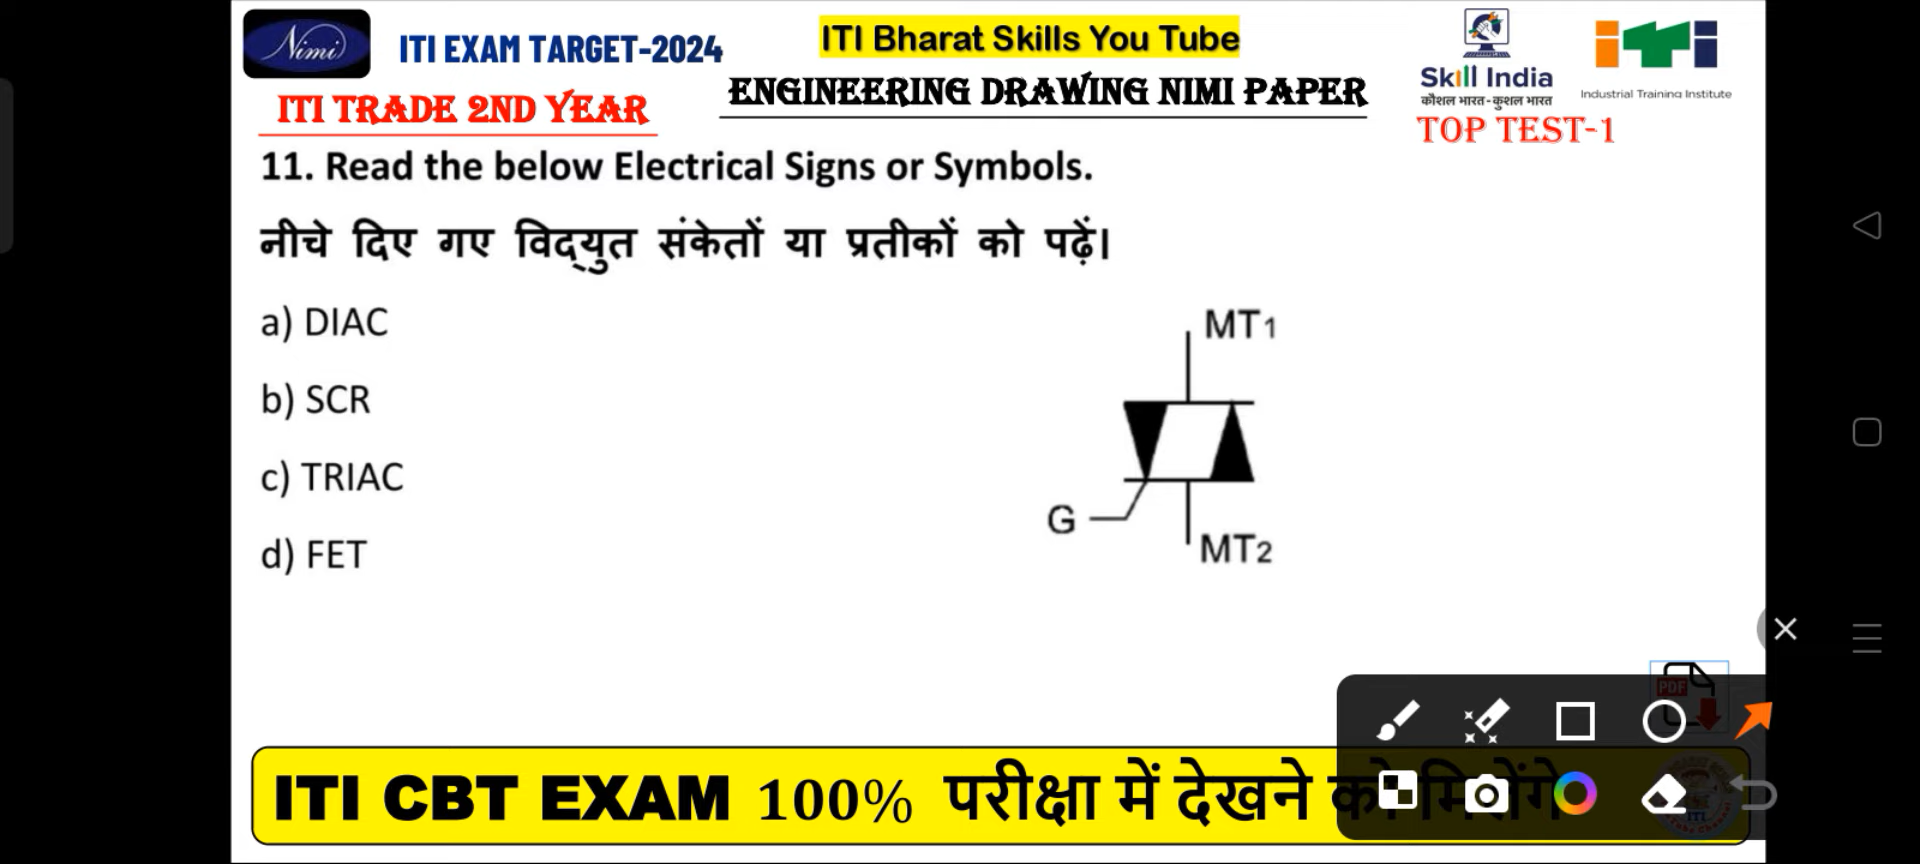 Nimi
ITI EXAM TARGET-2024
ITI Bharat Skills You Tube
ITI TRADE 2ND YEAR
ENGINEERING DRAWING NIMI PAPER
Skill India
कौशल भारत-कुशल भारत
Industrial Training Institute
TOP TEST-1
11. Read the below Electrical Signs or Symbols.
नीचे दिए गए विद्युत संकेतों या प्रतीकों को पढ़ें।
a) DIAC
b) SCR
c) TRIAC
d) FET
MT1
G
MT2
PDF
ITI CBT EXAM 100% परीक्षा में देखने को मिलेंगे